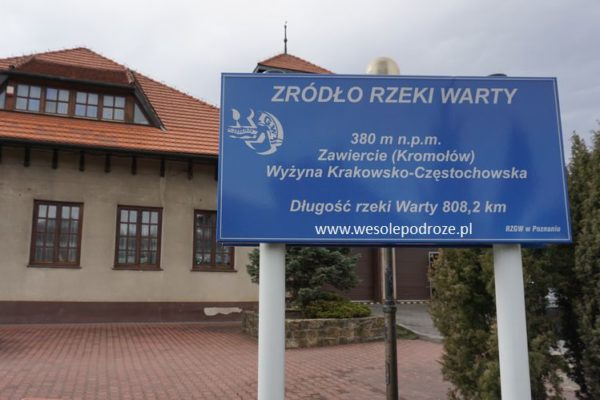 ZRÓDŁO RZEKI WARTY
380 m n.p.m.
Zawiercie (Kromołów)
Wyżyna Krakowsko-Częstochowska
Długość rzeki Warty 808,2 km
www.wesolepodroze.pl
RZGW w Poznaniu